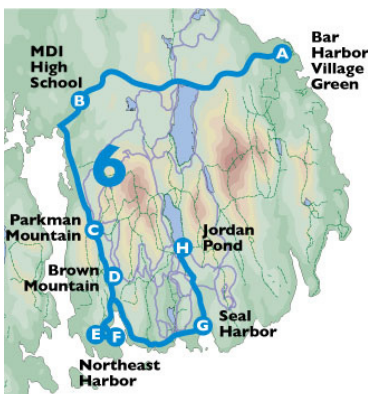 Bar
Harbor
Village
Green
A
MDI
High
School
B
6
Parkman
Mountain
C
Jordan
Pond
H
Brown
Mountain
D
Seal
Harbor
G
E
F
Northeast
Harbor